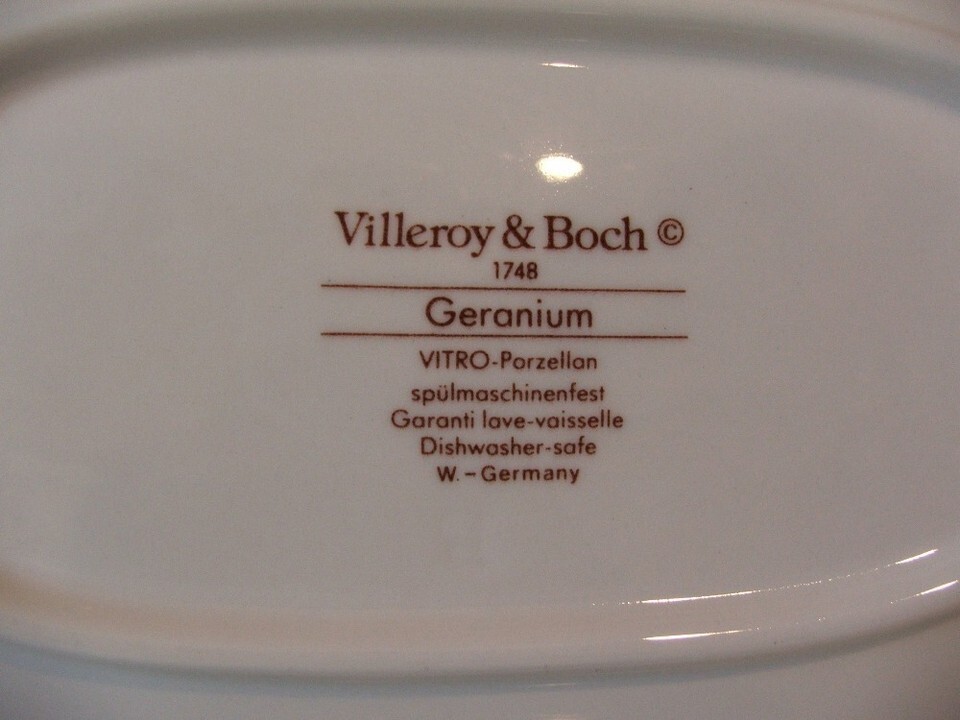 Villeroy & Boch ©
1748
Geranium
VITRO-Porzellan
spülmaschinenfest
Garanti lave-vaisselle
Dishwasher-safe
W.-Germany